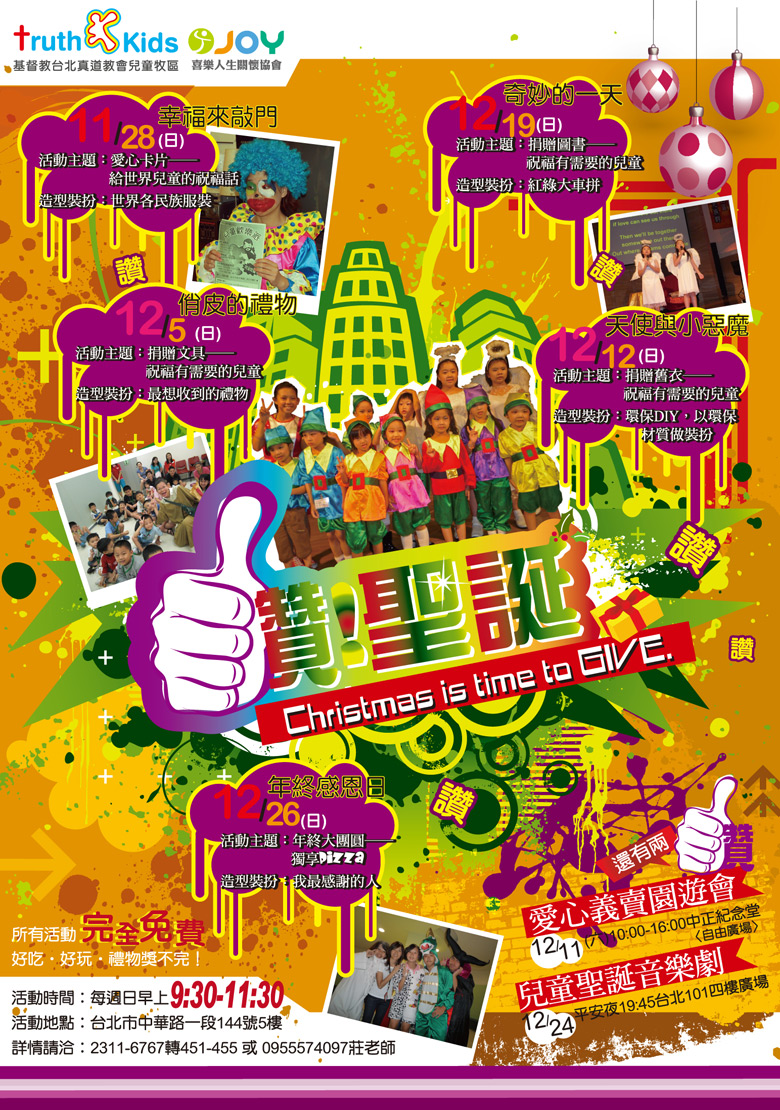 truth Kids
基督教台北真道教會兒童牧區
JOY
喜樂人生關懷協會
幸福來敲門
11/28(日)
活動主題：愛心卡片——
給世界兒童的祝福話
造型裝扮：世界各民族服裝
奇妙的一天
12/19(日)
活動主題：捐贈圖書——
祝福有需要的兒童
造型裝扮：紅綠大車拼
if love can see us through
Then we'll be together
讚
讚
俏皮的禮物
12/5 (日)
活動主題：捐贈文具——
祝福有需要的兒童
造型裝扮：最想收到的禮物
天使與小惡魔
12/12(日)
活動主題：捐贈舊衣——
祝福有需要的兒童
造型裝扮：環保DIY，以環保
材質做裝扮
讚
贊!聖誕
Christmas is time to GIVE.
讚
年終感恩日
12/26(日)
活動主題：年終大團圓——
獨享pizza
造型裝扮：我最感謝的人
讚
還有兩
贊
愛心義賣園遊會
12/11 (六)10:00-16:00中正紀念堂
〈自由廣場〉
兒童聖誕音樂劇
12/24 平安夜19:45台北101四樓廣場
所有活動 完全免費
好吃·好玩·禮物獎不完！
活動時間：每週日早上9:30-11:30
活動地點：台北市中華路一段144號5樓
詳情請洽：2311-6767轉451-455 或 0955574097莊老師